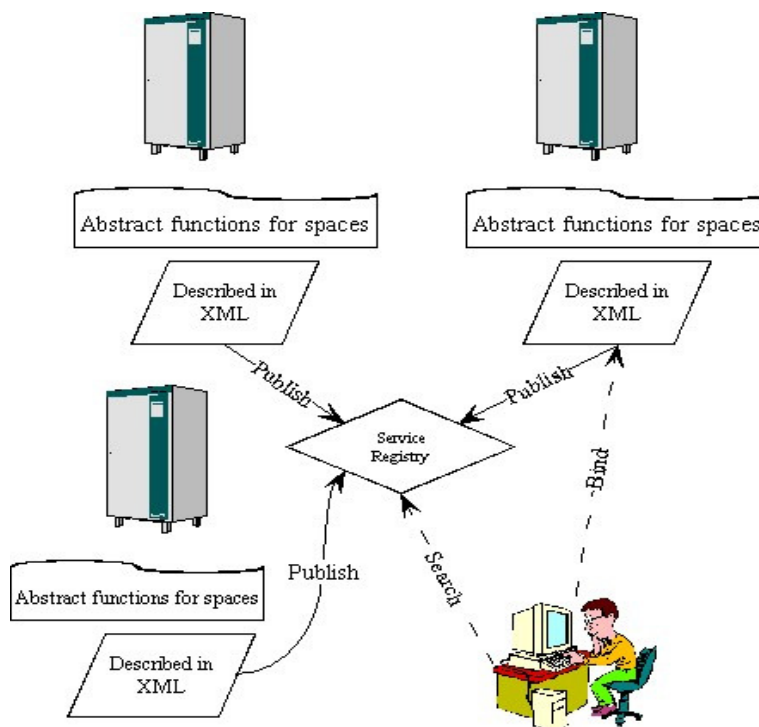 Abstract functions for spaces
Abstract functions for spaces
Described in
XML
Described in
XML
Publish
Publish
Service
Registry
Bind
Search
Publish
Abstract functions for spaces
Described in
XML